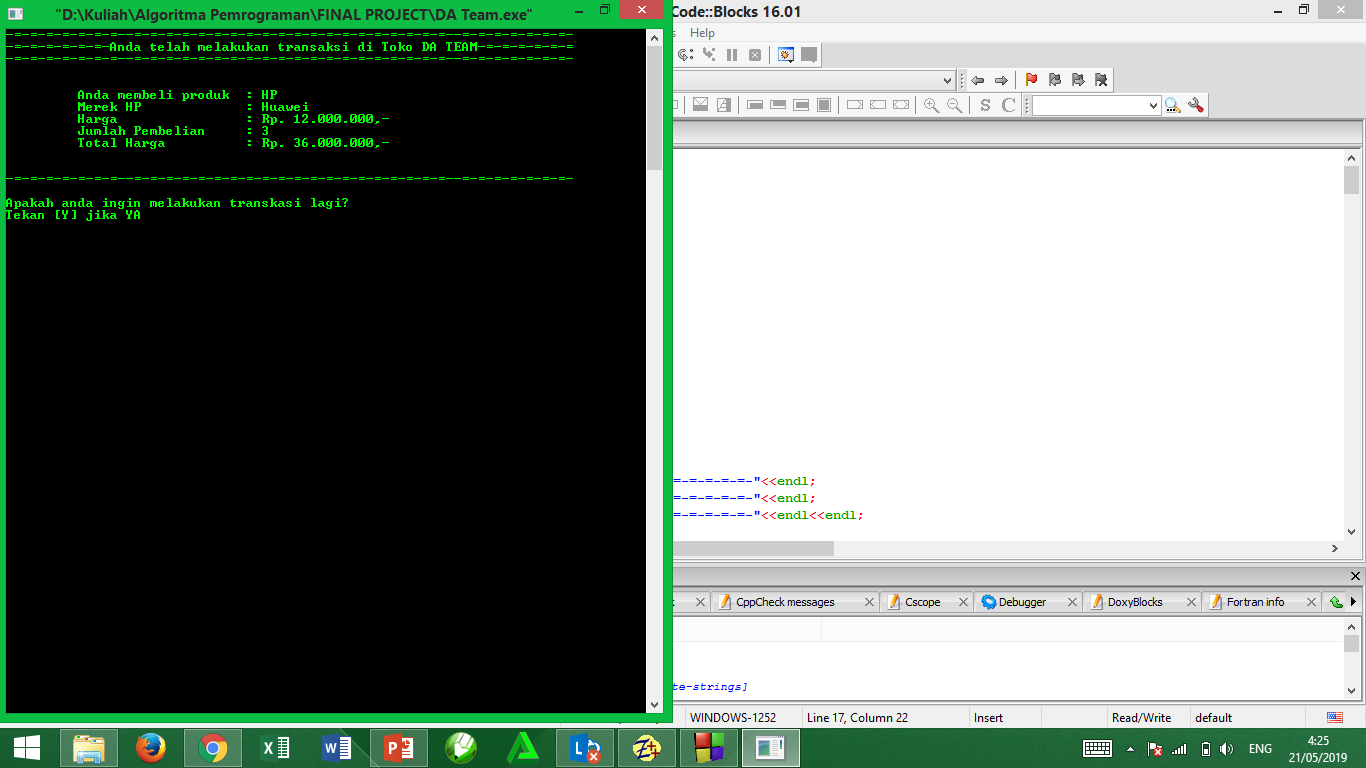 "D:\Kuliah\Algoritma Pemrograman\FINAL PROJECT\DA Team.exe"
Code::Blocks 16.01
Help
-=-=-=-=-=-=-=-=-=-=-=-=-=-=-=-=-=-=-=-=-=-=-=-=-=-=-=-=-=-=-=-=-=-=-=-
-=-=-=-=-=-=-Anda telah melakukan transaksi di Toko DA TEAM-=-=-=-=-=-=-
-=-=-=-=-=-=-=-=-=-=-=-=-=-=-=-=-=-=-=-=-=-=-=-=-=-=-=-=-=-=-=-=-=-=-=-
Anda membeli produk : HP
Merek HP : Huawei
Harga : Rp. 12.000.000,-
Jumlah Pembelian : 3
Total Harga : Rp. 36.000.000,-
-=-=-=-=-=-=-=-=-=-=-=-=-=-=-=-=-=-=-=-=-=-=-=-=-=-=-=-=-=-=-=-=-=-=-=-
Apakah anda ingin melakukan transkasi lagi?
Tekan [Y] jika YA
=-=-=-=-=-"<<endl;
=-=-=-=-=-"<<endl;
=-=-=-=-=-"<<endl<<endl;
CppCheck messages
Cscope
Debugger
DoxyBlocks
Fortran info
te-strings]
WINDOWS-1252
Line 17, Column 22
Insert
Read/Write
default
ENG
4:25
21/05/2019